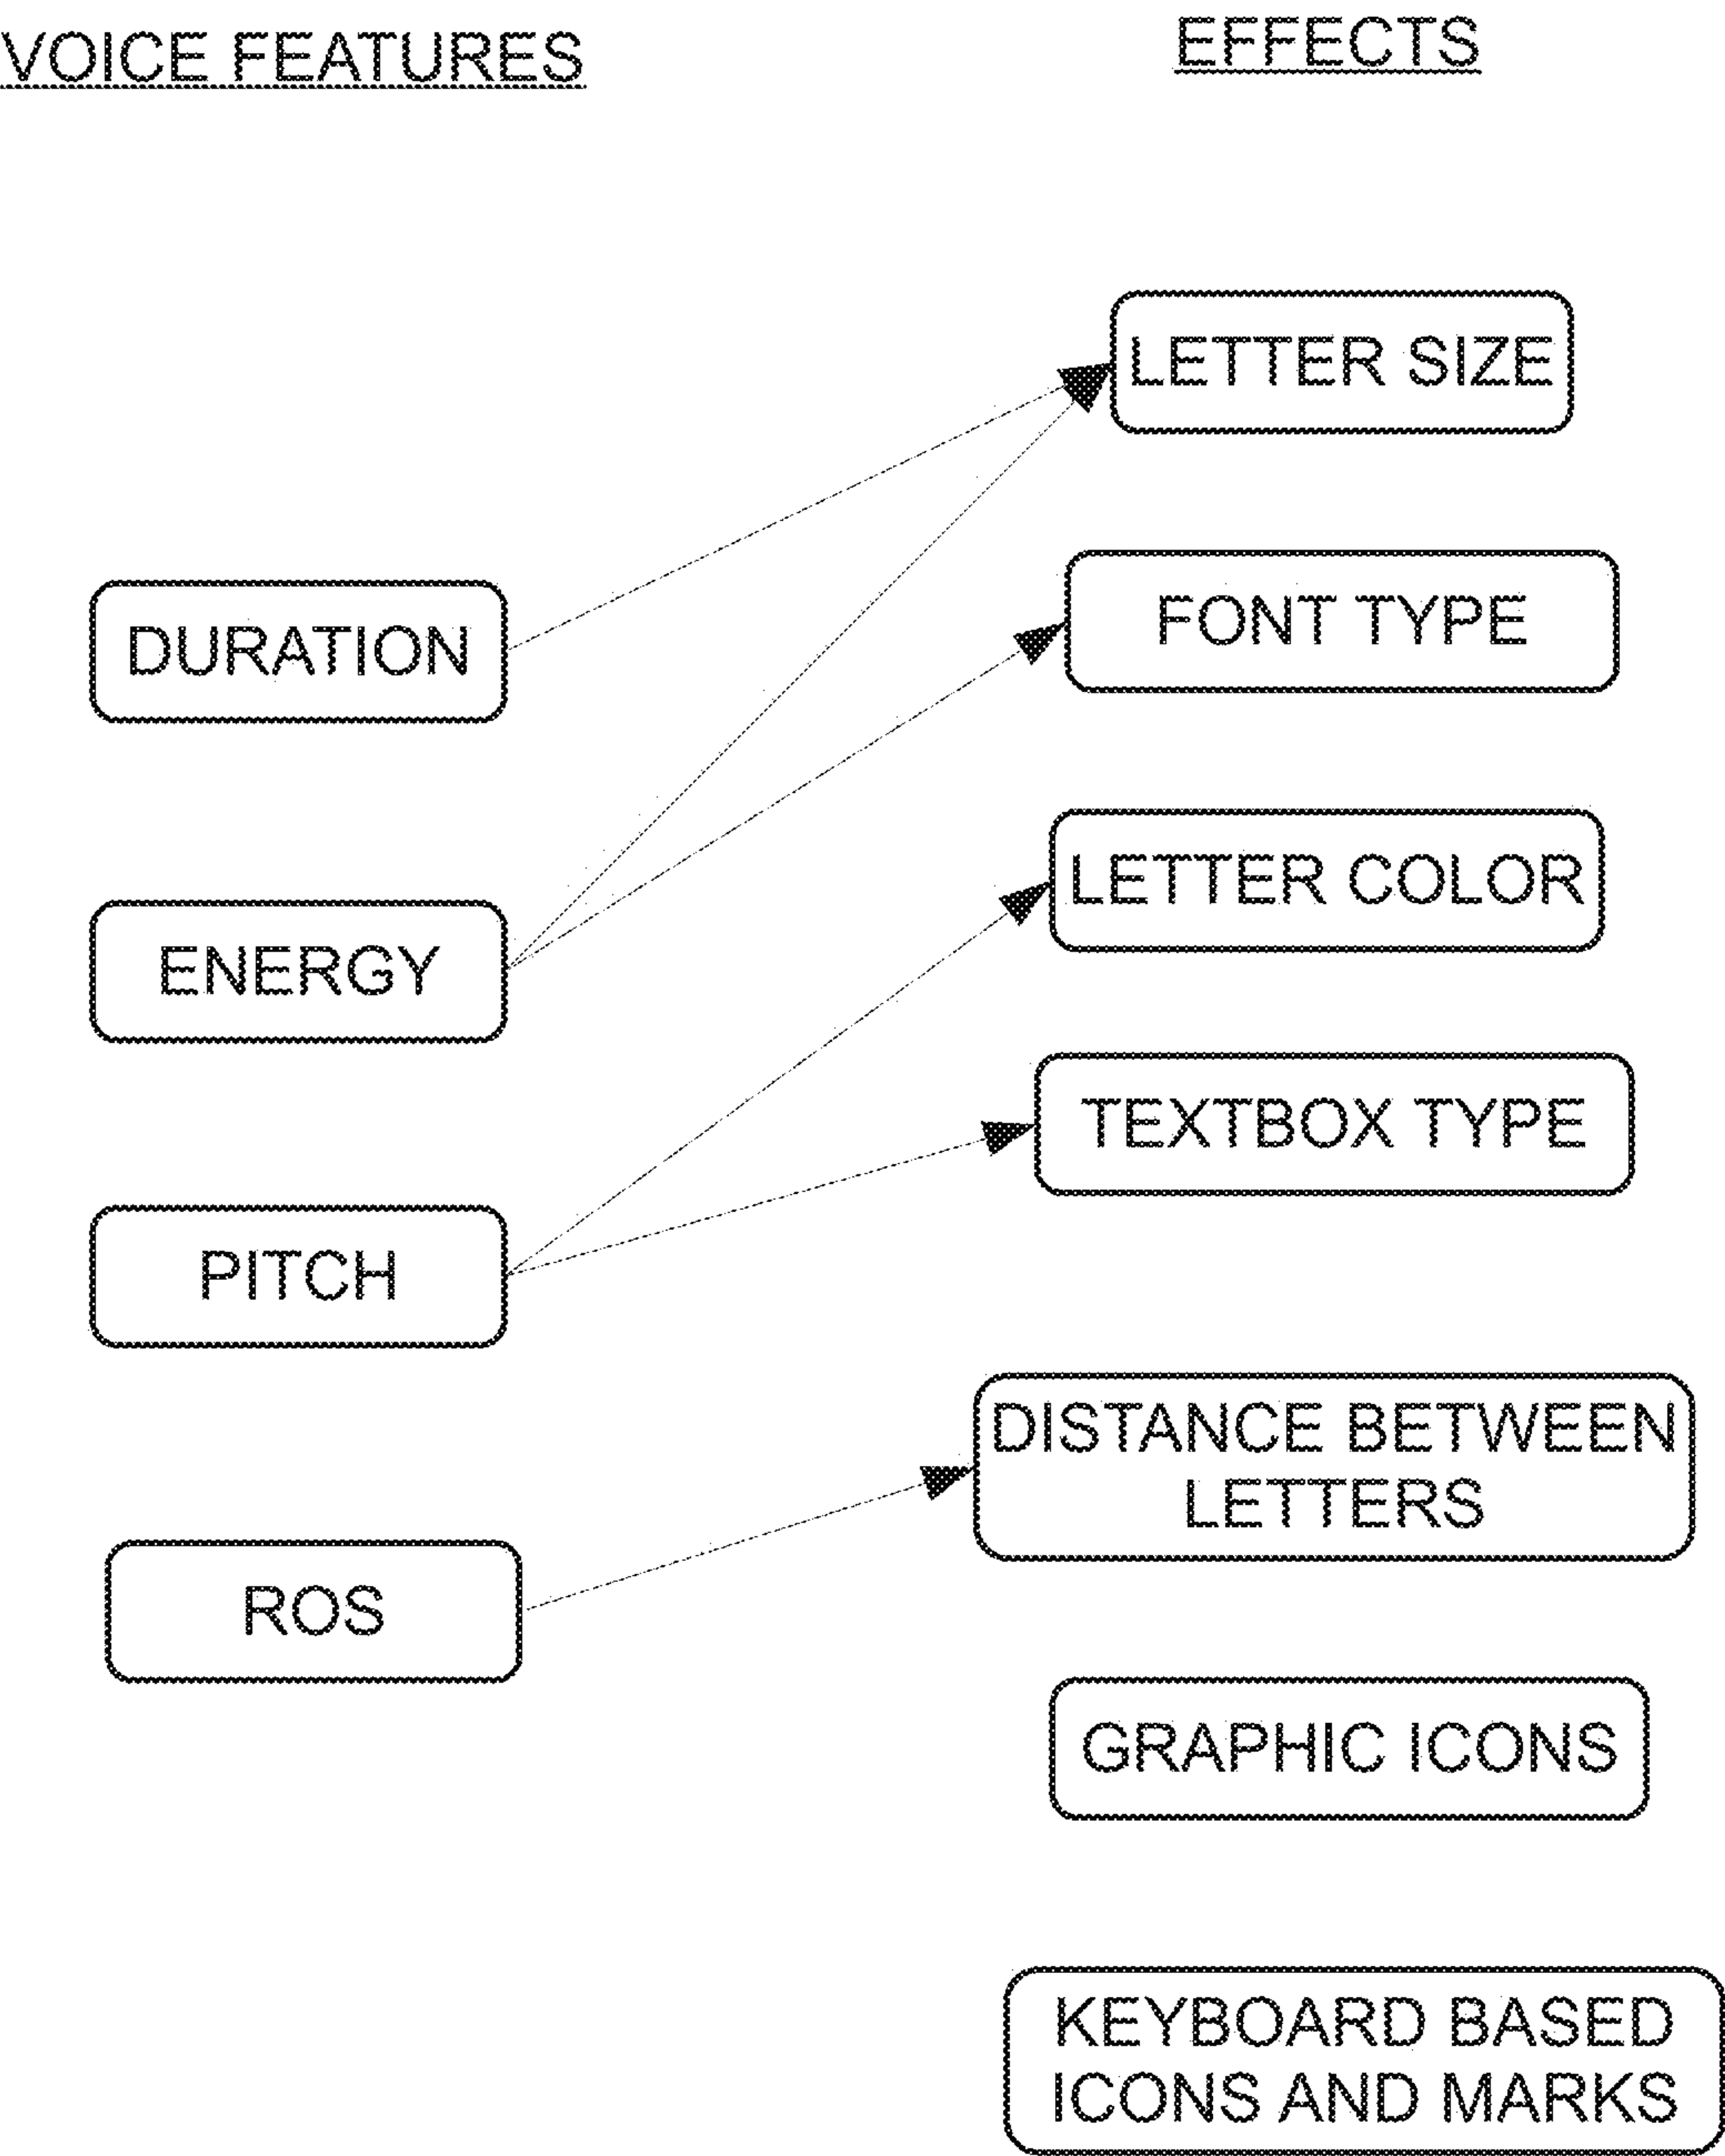 VOICE FEATURES
EFFECTS
LETTER SIZE
FONT TYPE
DURATION
LETTER COLOR
ENERGY
TEXTBOX TYPE
PITCH
DISTANCE BETWEEN
LETTERS
ROS
GRAPHIC ICONS
KEYBOARD BASED
ICONS AND MARKS